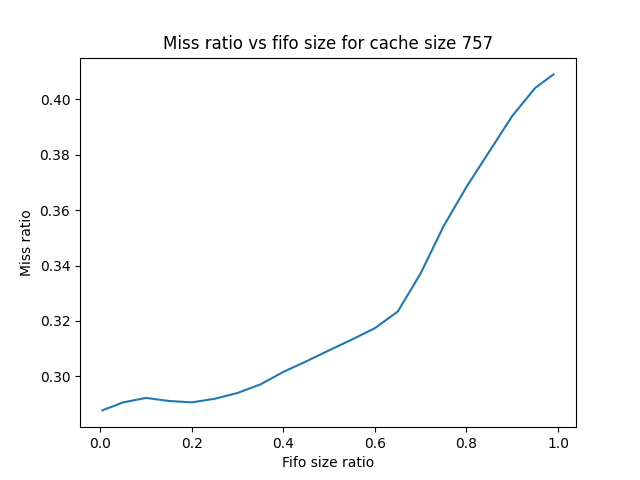 Miss ratio vs fifo size for cache size 757
0.40
0.38
0.36
0.34
0.32
0.30
Miss ratio
0.0 0.2 0.4 0.6 0.8 1.0
Fifo size ratio